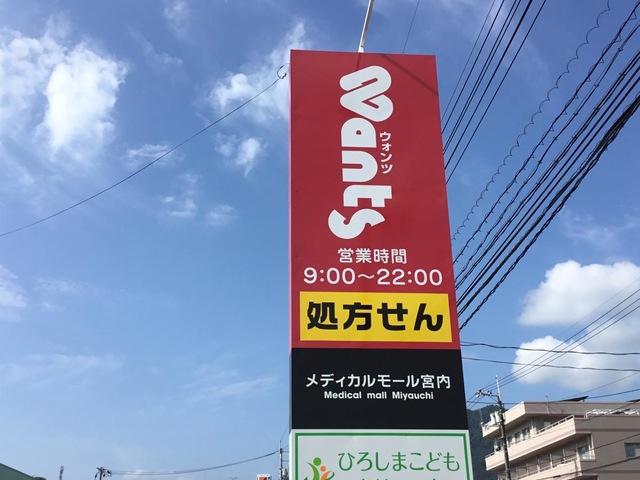 Wants
ウォンツ
営業時間
9:00～22:00
処方せん
メディカルモール宮内
Medical mall Miyauchi
ひろしまこども